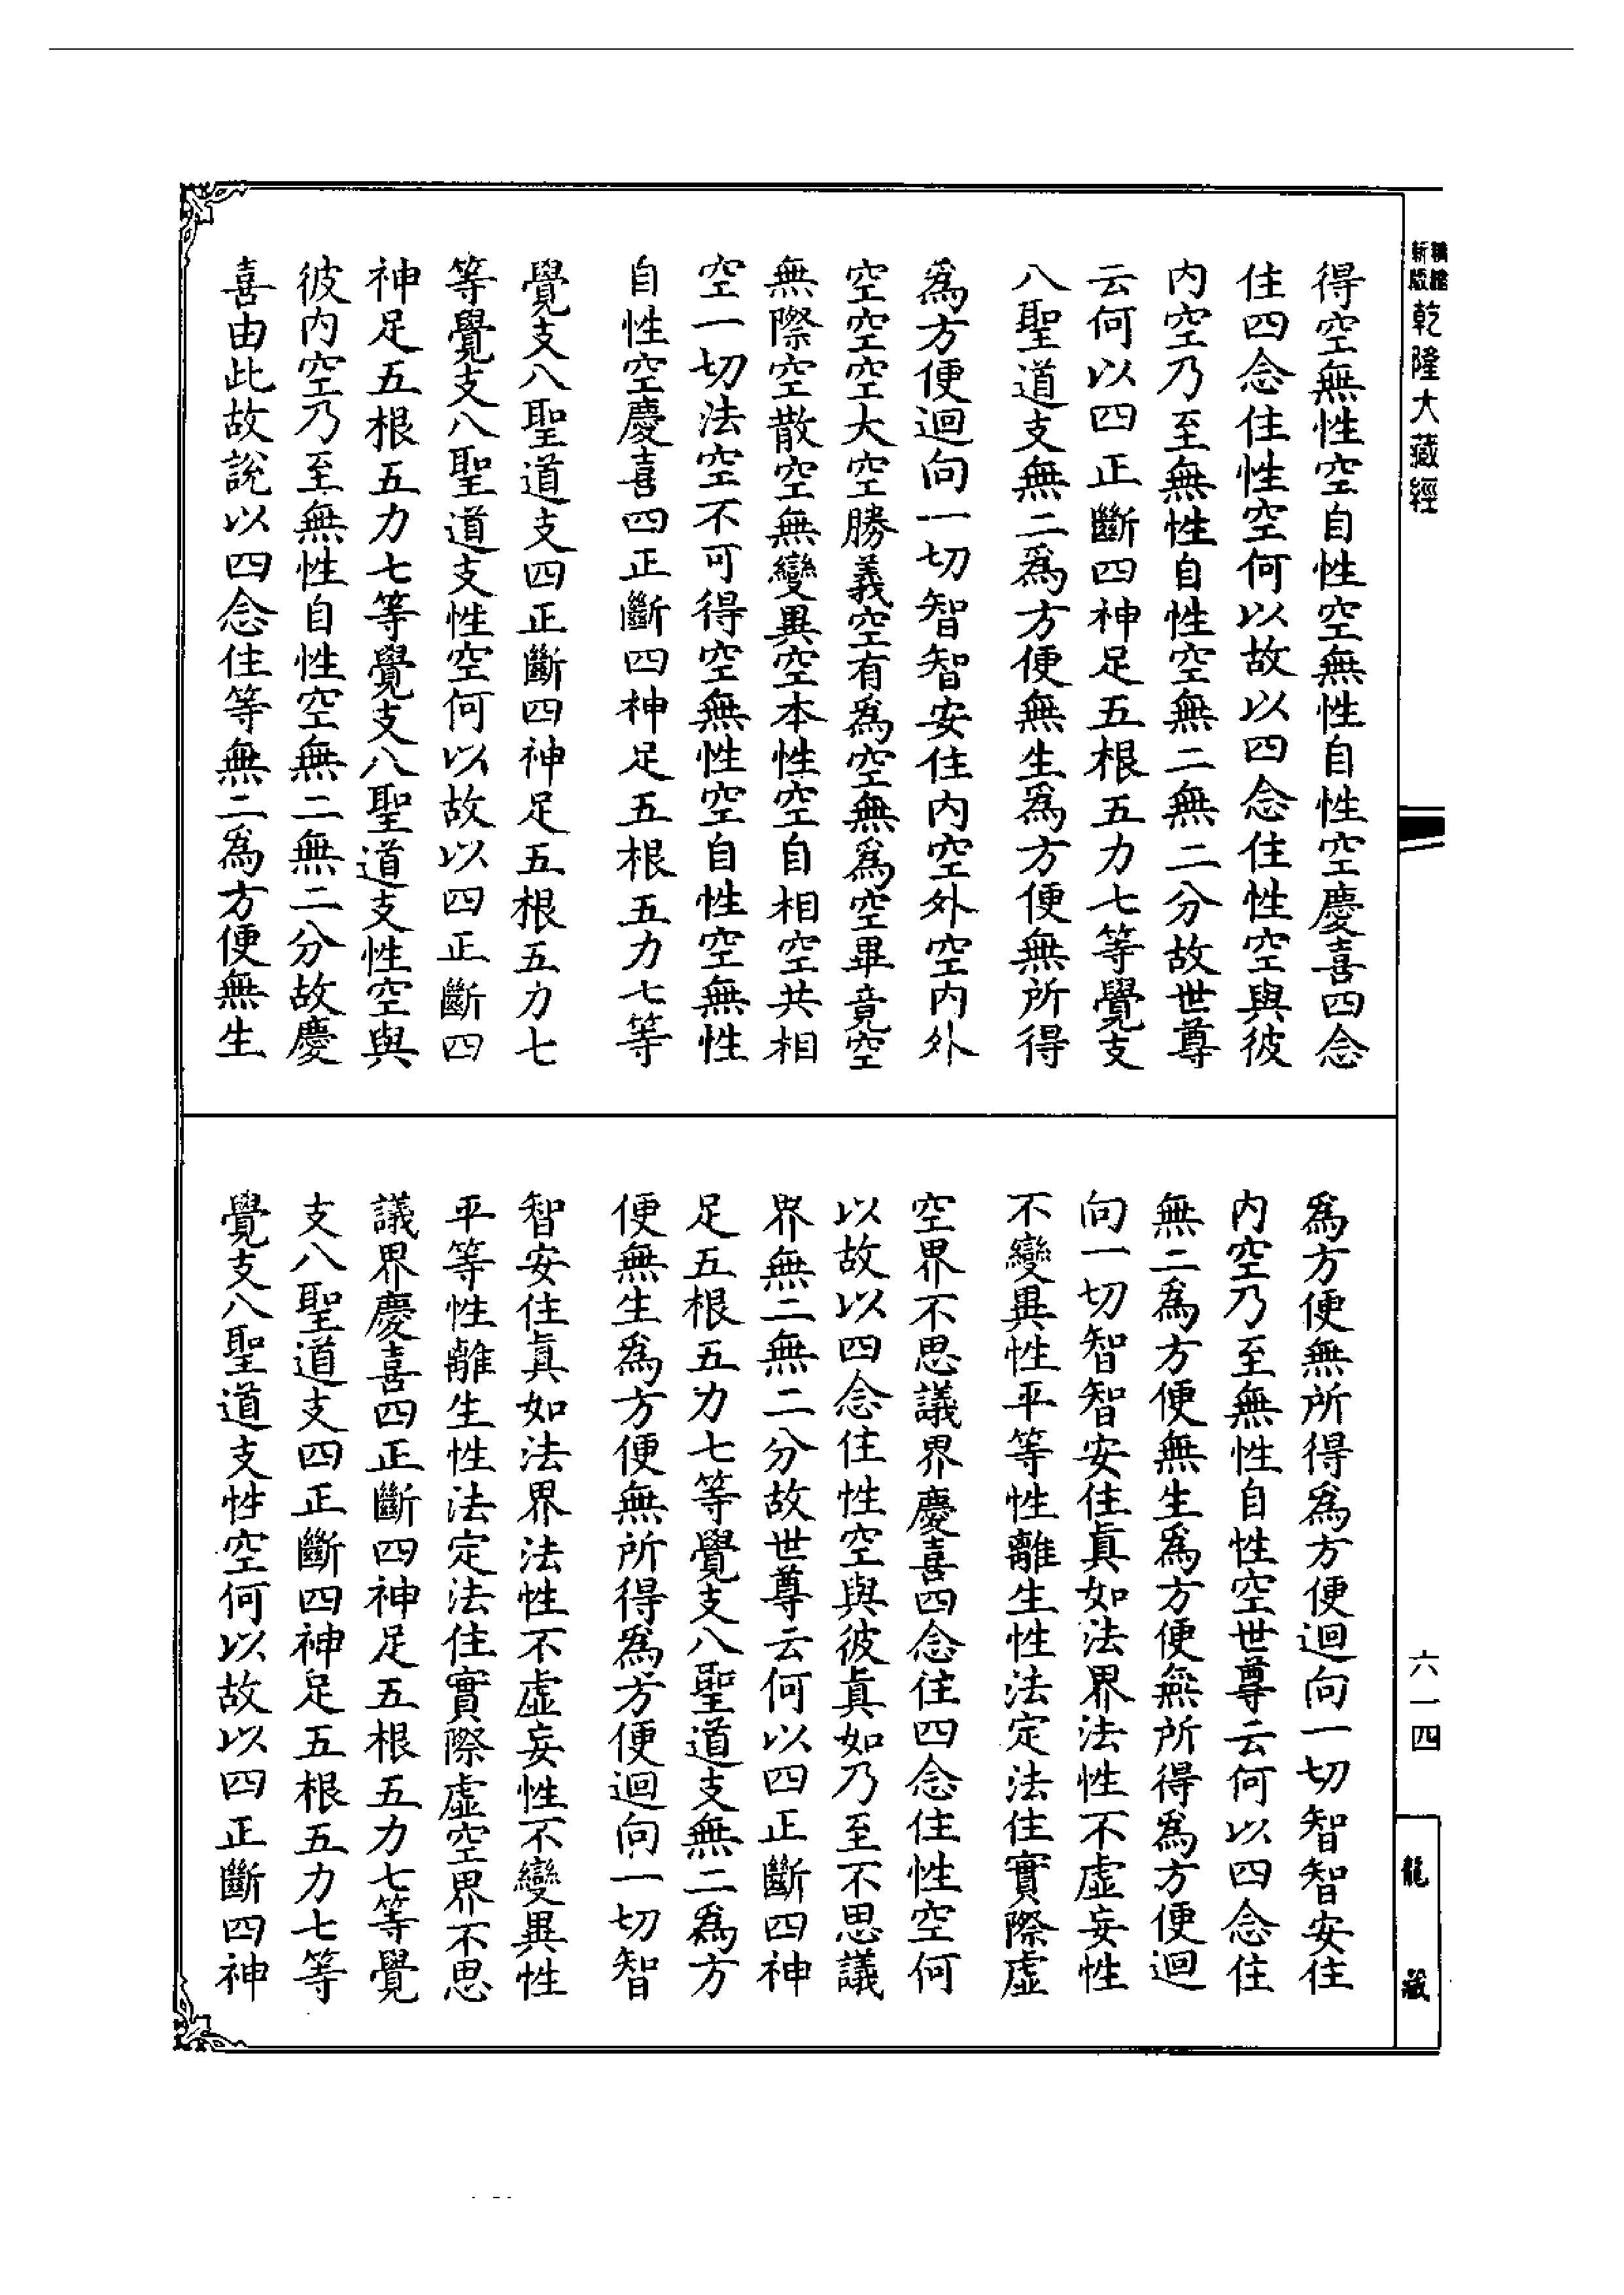 新版
精縮
乾隆大藏經
得空無性空自性空無性自性空慶喜四念
住四念住性空何以故以四念住性空與彼
内空乃至無性自性空無二無二分故世尊
云何以四正斷四神足五根五力七等覺支
八聖道支無二爲方便無生爲方便無所得
爲方便迴向一切智智安住内空外空内外
空空空大空勝義空有爲空無爲空畢竟空
無際空散空無變異空本性空自相空共相
空一切法空不可得空無性空自性空無性
自性空慶喜四正斷四神足五根五力七等
覺支八聖道支四正斷四神足五根五力七
等覺支八聖道支性空何以故以四正斷四
神足五根五力七等覺支八聖道支性空與
彼内空乃至無性自性空無二無二分故慶
喜由此故說以四念住等無二爲方便無生
爲方便無所得爲方便迴向一切智智安住
内空乃至無性自性空世尊云何以四念住
無二爲方便無生爲方便無所得爲方便迴
向一切智智安住眞如法界法性不虛妄性
不變異性平等性離生性法定法住實際虛
空界不思議界慶喜四念住四念住性空何
以故以四念住性空與彼眞如乃至不思議
界無二無二分故世尊云何以四正斷四神
足五根五力七等覺支八聖道支無二爲方
便無生爲方便無所得爲方便迴向一切智
智安住眞如法界法性不虛妄性不變異性
平等性離生性法定法住實際虛空界不思
議界慶喜四正斷四神足五根五力七等覺
支八聖道支四正斷四神足五根五力七等
覺支八聖道支性空何以故以四正斷四神
六一四
龍藏